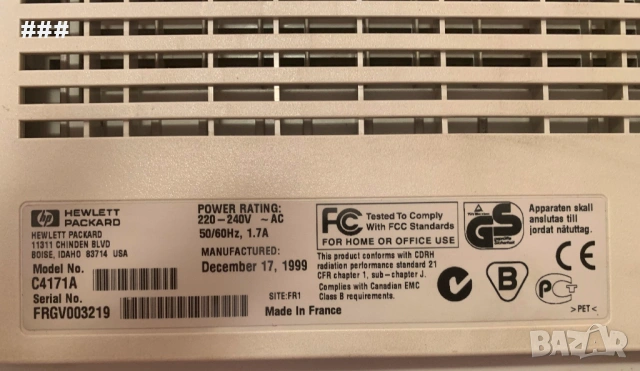 ###
hp HEWLETT PACKARD
HEWLETT PACKARD
11311 CHINDEN BLVD
BOISE, IDAHO 83714 USA
Model No.
C4171A
Serial No.
FRGV003219
POWER RATING:
220-240V ~ AC
50/60Hz, 1.7A
MANUFACTURED:
December 17, 1999
SITE:FR1
Made In France
FC Tested To Comply
With FCC Standards
FOR HOME OR OFFICE USE
This product conforms with CDRH
radiation performance standard 21
CFR chapter 1, sub-chapter J.
Complies with Canadian EMC
Class B requirements.
GS
Apparaten skall
anslutas till
jordat nätuttag.
N
B
PCT
>PET<
BAZAR